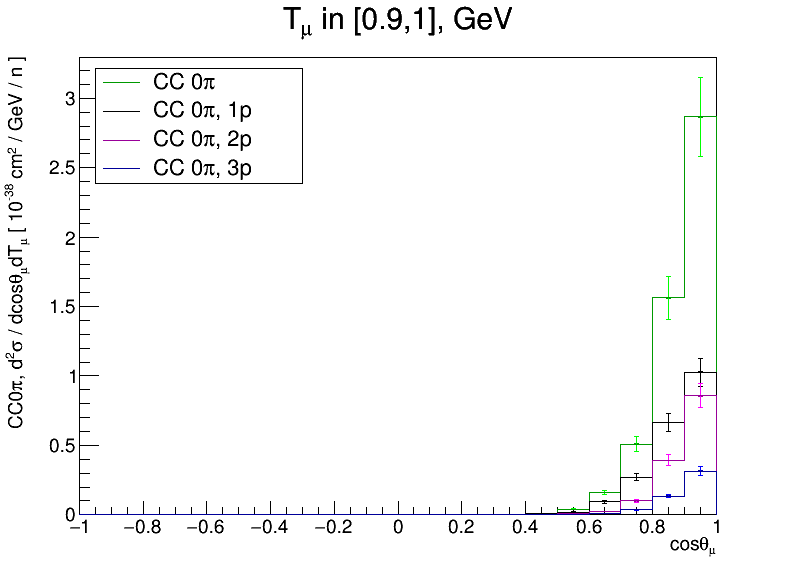 T_μ in [0.9,1], GeV
CC0π, d²σ / dcosθ_μdT_μ [ 10⁻³⁸ cm² / GeV / n ]
CC 0π
CC 0π, 1p
CC 0π, 2p
CC 0π, 3p
3
2.5
2
1.5
1
0.5
0
−1 −0.8 −0.6 −0.4 −0.2 0 0.2 0.4 0.6 0.8 1
cosθ_μ